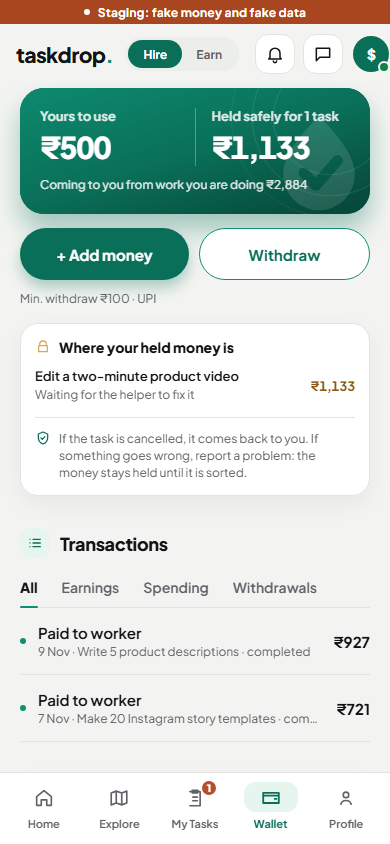 Staging: fake money and fake data
taskdrop.
Hire
Earn
$
Yours to use
₹500
Held safely for 1 task
₹1,133
Coming to you from work you are doing ₹2,884
+ Add money
Withdraw
Min. withdraw ₹100 · UPI
Where your held money is
Edit a two-minute product video
Waiting for the helper to fix it
₹1,133
If the task is cancelled, it comes back to you. If
something goes wrong, report a problem: the
money stays held until it is sorted.
Transactions
All
Earnings
Spending
Withdrawals
Paid to worker
9 Nov · Write 5 product descriptions · completed
₹927
Paid to worker
7 Nov · Make 20 Instagram story templates · com...
₹721
1
Home
Explore
My Tasks
Wallet
Profile